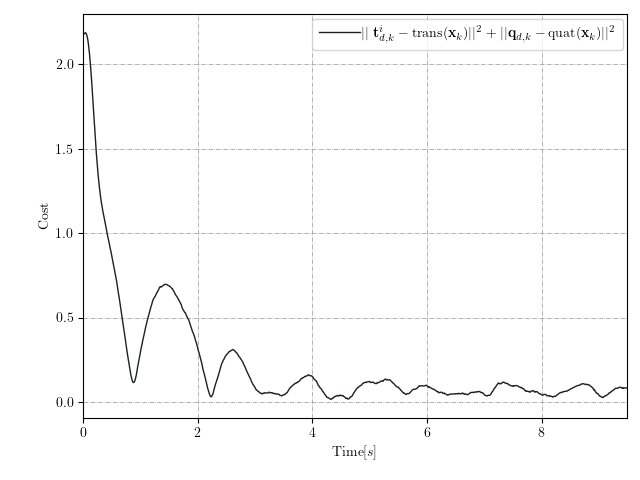 || t^i_{d,k} − trans(x_k)||^2 + ||q_{d,k} − quat(x_k)||^2
2.0
1.5
1.0
0.5
0.0
Cost
0 2 4 6 8
Time[s]